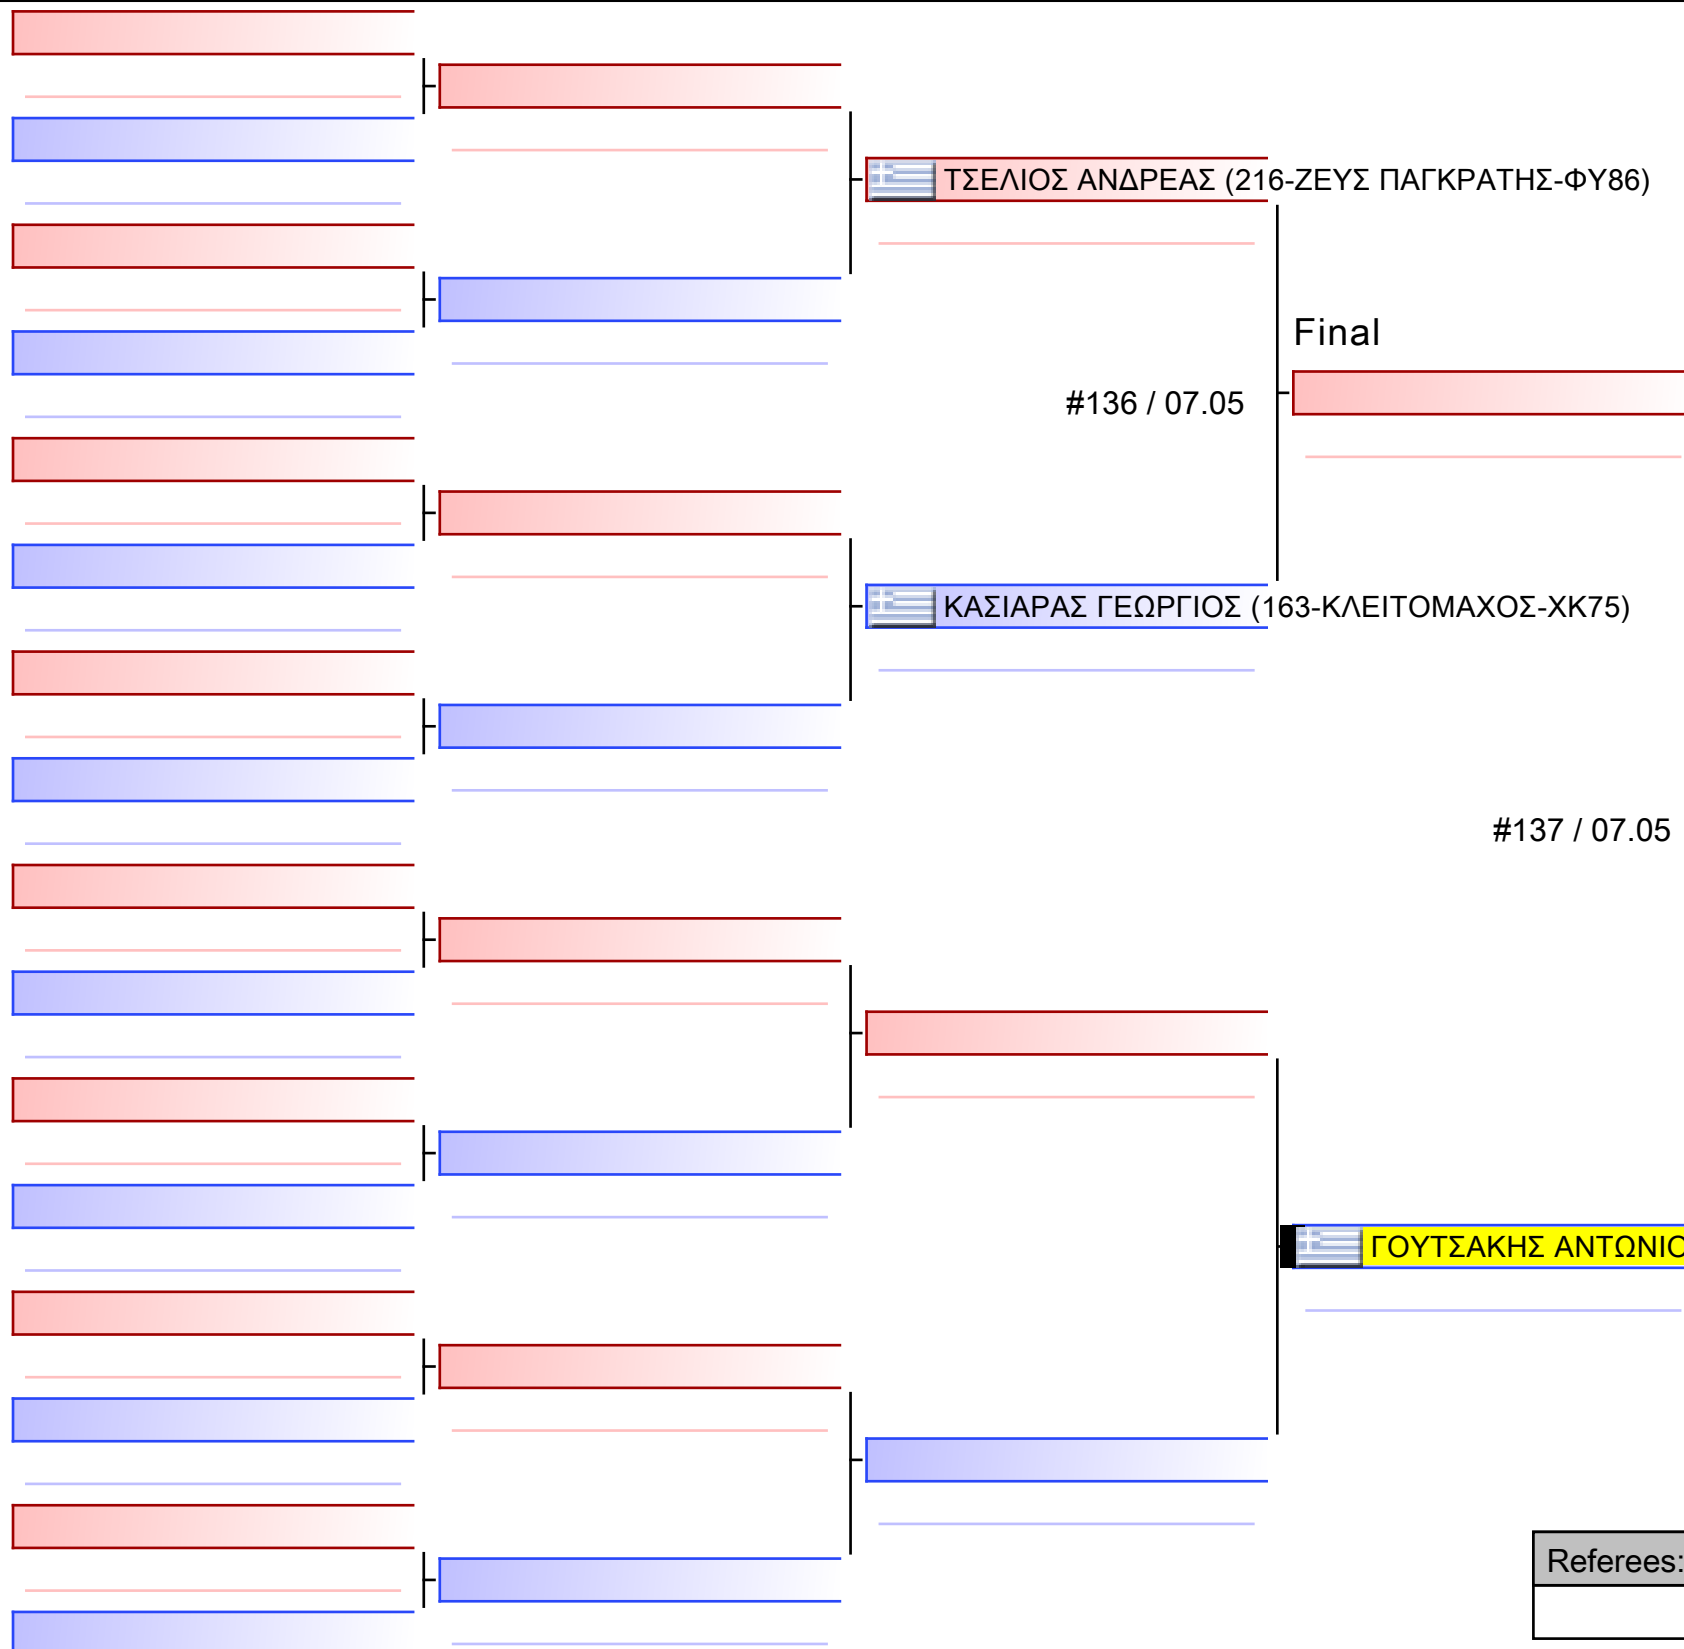 ΤΣΕΛΙΟΣ ΑΝΔΡΕΑΣ (216-ΖΕΥΣ ΠΑΓΚΡΑΤΗΣ-ΦΥ86)
Final
#136 / 07.05
ΚΑΣΙΑΡΑΣ ΓΕΩΡΓΙΟΣ (163-ΚΛΕΙΤΟΜΑΧΟΣ-ΧΚ75)
#137 / 07.05
ΓΟΥΤΣΑΚΗΣ ΑΝΤΩΝΙΟ
Referees: